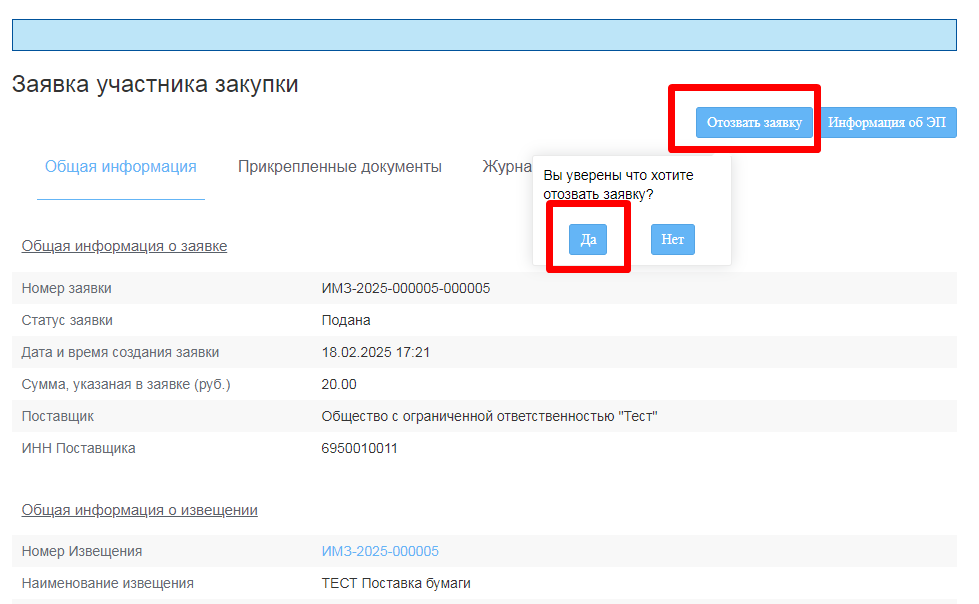 Заявка участника закупки
Отозвать заявку
Информация об ЭП
Общая информация
Прикрепленные документы
Журна
Вы уверены что хотите
отозвать заявку?
Да
Нет
Общая информация о заявке
Номер заявки ИМЗ-2025-000005-000005
Статус заявки Подана
Дата и время создания заявки 18.02.2025 17:21
Сумма, указаная в заявке (руб.) 20.00
Поставщик Общество с ограниченной ответственностью "Тест"
ИНН Поставщика 6950010011
Общая информация о извещении
Номер Извещения ИМЗ-2025-000005
Наименование извещения ТЕСТ Поставка бумаги